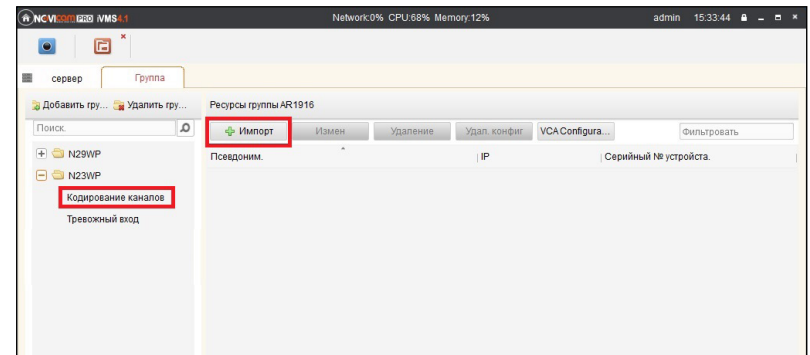 NOVICAM PRO iVMS4.1 Network:0% CPU:68% Memory:12% admin 15:33:44
сервер Группа
Добавить гру... Удалить гру... Ресурсы группы AR1916
Поиск. Импорт Измен Удаление Удал. конфиг VCA Configura... Фильтровать
Псевдоним. IP Серийный № устройста.
N29WP
N23WP
Кодирование каналов
Тревожный вход